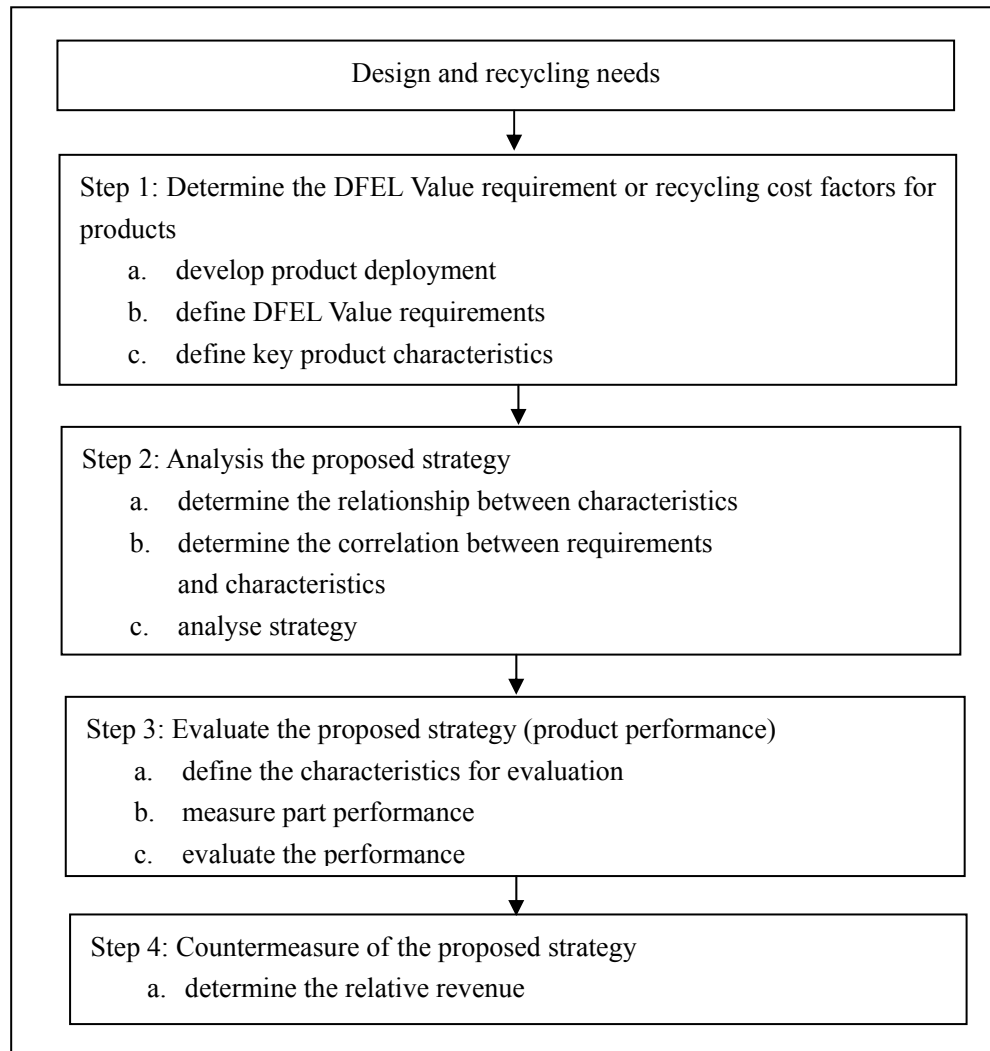 Design and recycling needs
Step 1: Determine the DFEL Value requirement or recycling cost factors for
products
a. develop product deployment
b. define DFEL Value requirements
c. define key product characteristics
Step 2: Analysis the proposed strategy
a. determine the relationship between characteristics
b. determine the correlation between requirements
and characteristics
c. analyse strategy
Step 3: Evaluate the proposed strategy (product performance)
a. define the characteristics for evaluation
b. measure part performance
c. evaluate the performance
Step 4: Countermeasure of the proposed strategy
a. determine the relative revenue